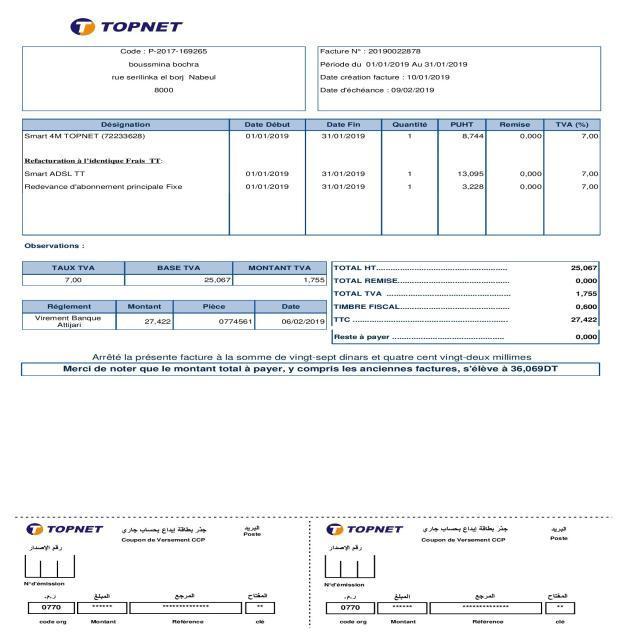 TOPNET
Code : P-2017-169265
boussmina bochra
rue serilinka el borj Nabeul
8000
Facture N° : 20190022878
Période du 01/01/2019 Au 31/01/2019
Date création facture : 10/01/2019
Date d'échéance : 09/02/2019
Désignation Date Début Date Fin Quantité PUHT Remise TVA (%)
Smart 4M TOPNET (72233628) 01/01/2019 31/01/2019 1 8,744 0,000 7,00
Refacturation à l'identique Frais TT:
Smart ADSL TT 01/01/2019 31/01/2019 1 13,095 0,000 7,00
Redevance d'abonnement principale Fixe 01/01/2019 31/01/2019 1 3,228 0,000 7,00
Observations :
TAUX TVA BASE TVA MONTANT TVA
7,00 25,067 1,755
Réglement Montant Pièce Date
Virement Banque Attijari 27,422 0774561 06/02/2019
TOTAL HT 25,067
TOTAL REMISE 0,000
TOTAL TVA 1,755
TIMBRE FISCAL 0,600
TTC 27,422
Reste à payer 0,000
Arrêté la présente facture à la somme de vingt-sept dinars et quatre cent vingt-deux millimes
Merci de noter que le montant total à payer, y compris les anciennes factures, s'élève à 36,069DT
TOPNET جذر بطاقة إيداع بحساب جاري البريد
Coupon de Versement CCP Poste
رقم الإصدار
N°d'émission
ر.م. المبلغ المرجع المفتاح
0770 ****** ************** **
code org Montant Référence clé
TOPNET جذر بطاقة إيداع بحساب جاري البريد
Coupon de Versement CCP Poste
رقم الإصدار
N°d'émission
ر.م. المبلغ المرجع المفتاح
0770 ****** ************** **
code org Montant Référence clé